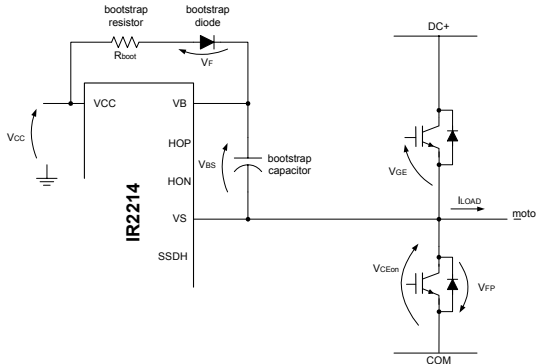 bootstrap
resistor
bootstrap
diode
DC+
Rboot
VF
VCC
VB
VCC
HOP
VBS
bootstrap
capacitor
HON
VGE
IR2214
ILOAD
VS
moto
SSDH
VCEon
VFP
COM